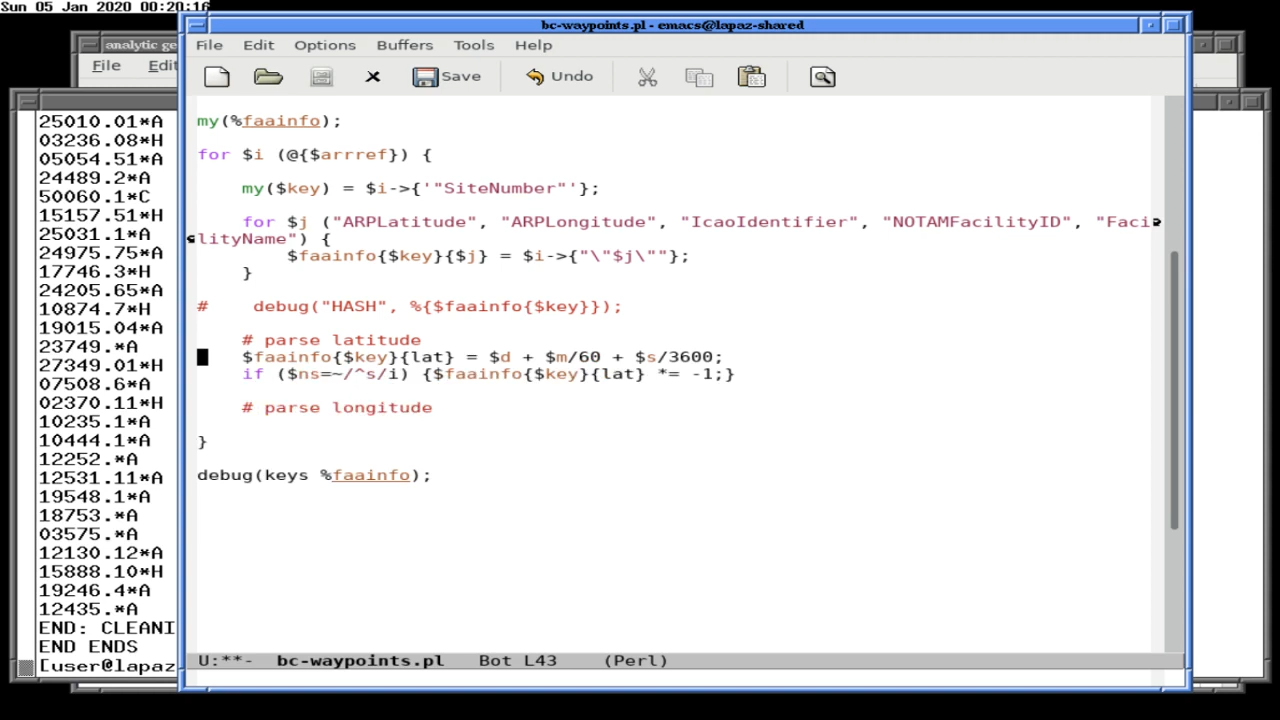 Sun 05 Jan 2020 00:20:16
bc-waypoints.pl - emacs@lapaz-shared
analytic ge
File Edit
File Edit Options Buffers Tools Help
Save Undo
my(%faainfo);
for $i (@{$arrref}) {
my($key) = $i->{'"SiteNumber"'};
for $j ("ARPLatitude", "ARPLongitude", "IcaoIdentifier", "NOTAMFacilityID", "Faci
lityName") {
$faainfo{$key}{$j} = $i->{"\"$j\""};
}
# debug("HASH", %{$faainfo{$key}});
# parse latitude
$faainfo{$key}{lat} = $d + $m/60 + $s/3600;
if ($ns=~/^s/i) {$faainfo{$key}{lat} *= -1;}
# parse longitude
}
debug(keys %faainfo);
U:**- bc-waypoints.pl Bot L43 (Perl)
25010.01*A
03236.08*H
05054.51*A
24489.2*A
50060.1*C
15157.51*H
25031.1*A
24975.75*A
17746.3*H
24205.65*A
10874.7*H
19015.04*A
23749.*A
27349.01*H
07508.6*A
02370.11*H
10235.1*A
10444.1*A
12252.*A
12531.11*A
19548.1*A
18753.*A
03575.*A
12130.12*A
15888.10*H
19246.4*A
12435.*A
END: CLEANI
END ENDS
[user@lapaz